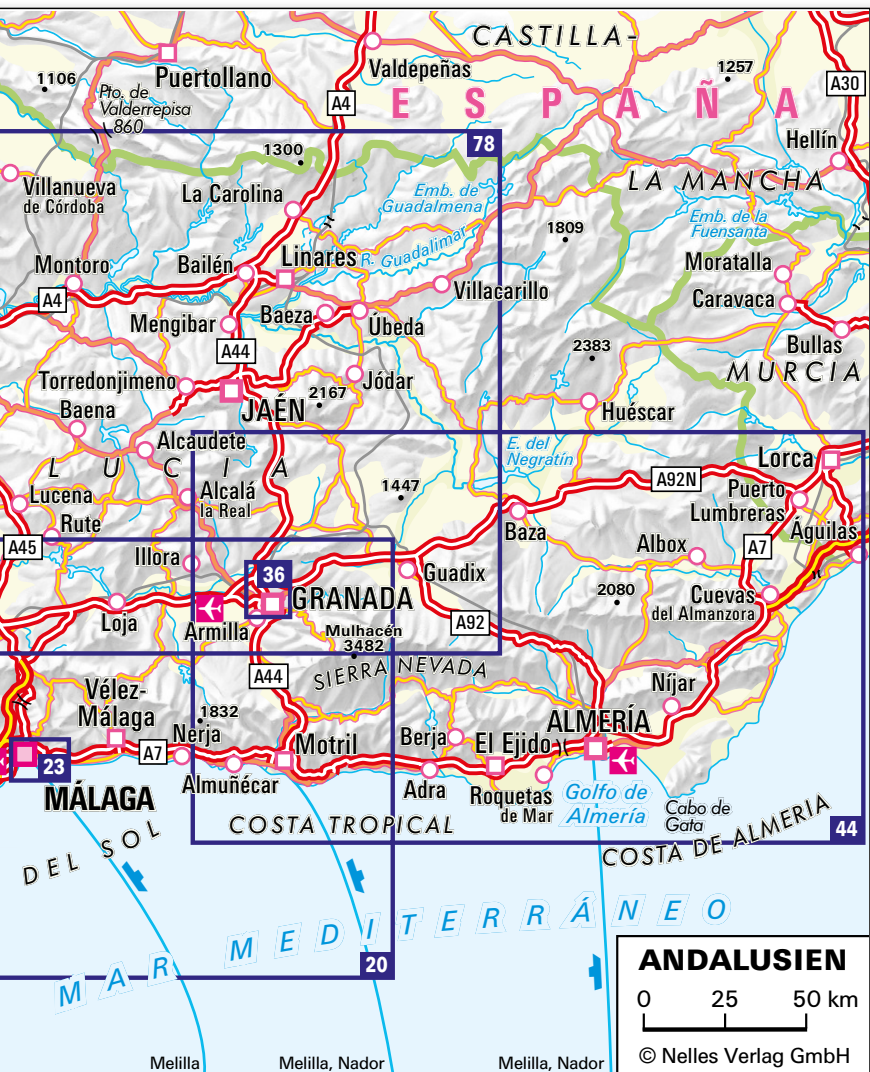 CASTILLA-
Valdepeñas
Puertollano
1106
1257
Pto. de
Valderrepisa
860
A4
ESPAÑA
A30
Hellín
78
1300
Villanueva
de Córdoba
La Carolina
Emb. de
Guadalmena
LA MANCHA
Emb. de la
Fuensanta
1809
Montoro
Bailén
Linares
R. Guadalimar
Moratalla
A4
Villacarillo
Caravaca
Mengibar
Baeza
Úbeda
Bullas
A44
2383
Torredonjimeno
Jódar
MURCIA
JAÉN
2167
Huéscar
Baena
Alcaudete
LUCIA
E. del
Negratín
Lorca
A92N
Lucena
Alcalá
la Real
1447
Puerto
Lumbreras
Rute
Baza
Águilas
A45
Illora
Albox
A7
36
Guadix
GRANADA
2080
Cuevas
del Almanzora
Loja
Armilla
A92
Mulhacén
3482
SIERRA NEVADA
A44
Vélez-
Málaga
Níjar
1832
Nerja
Motril
Berja
El Ejido
ALMERÍA
A7
23
Almuñécar
Adra
Roquetas
de Mar
Golfo de
Almería
Cabo de
Gata
MÁLAGA
COSTA TROPICAL
COSTA DE ALMERIA
44
DEL SOL
MAR MEDITERRÁNEO
20
ANDALUSIEN
0 25 50 km
© Nelles Verlag GmbH
Melilla
Melilla, Nador
Melilla, Nador